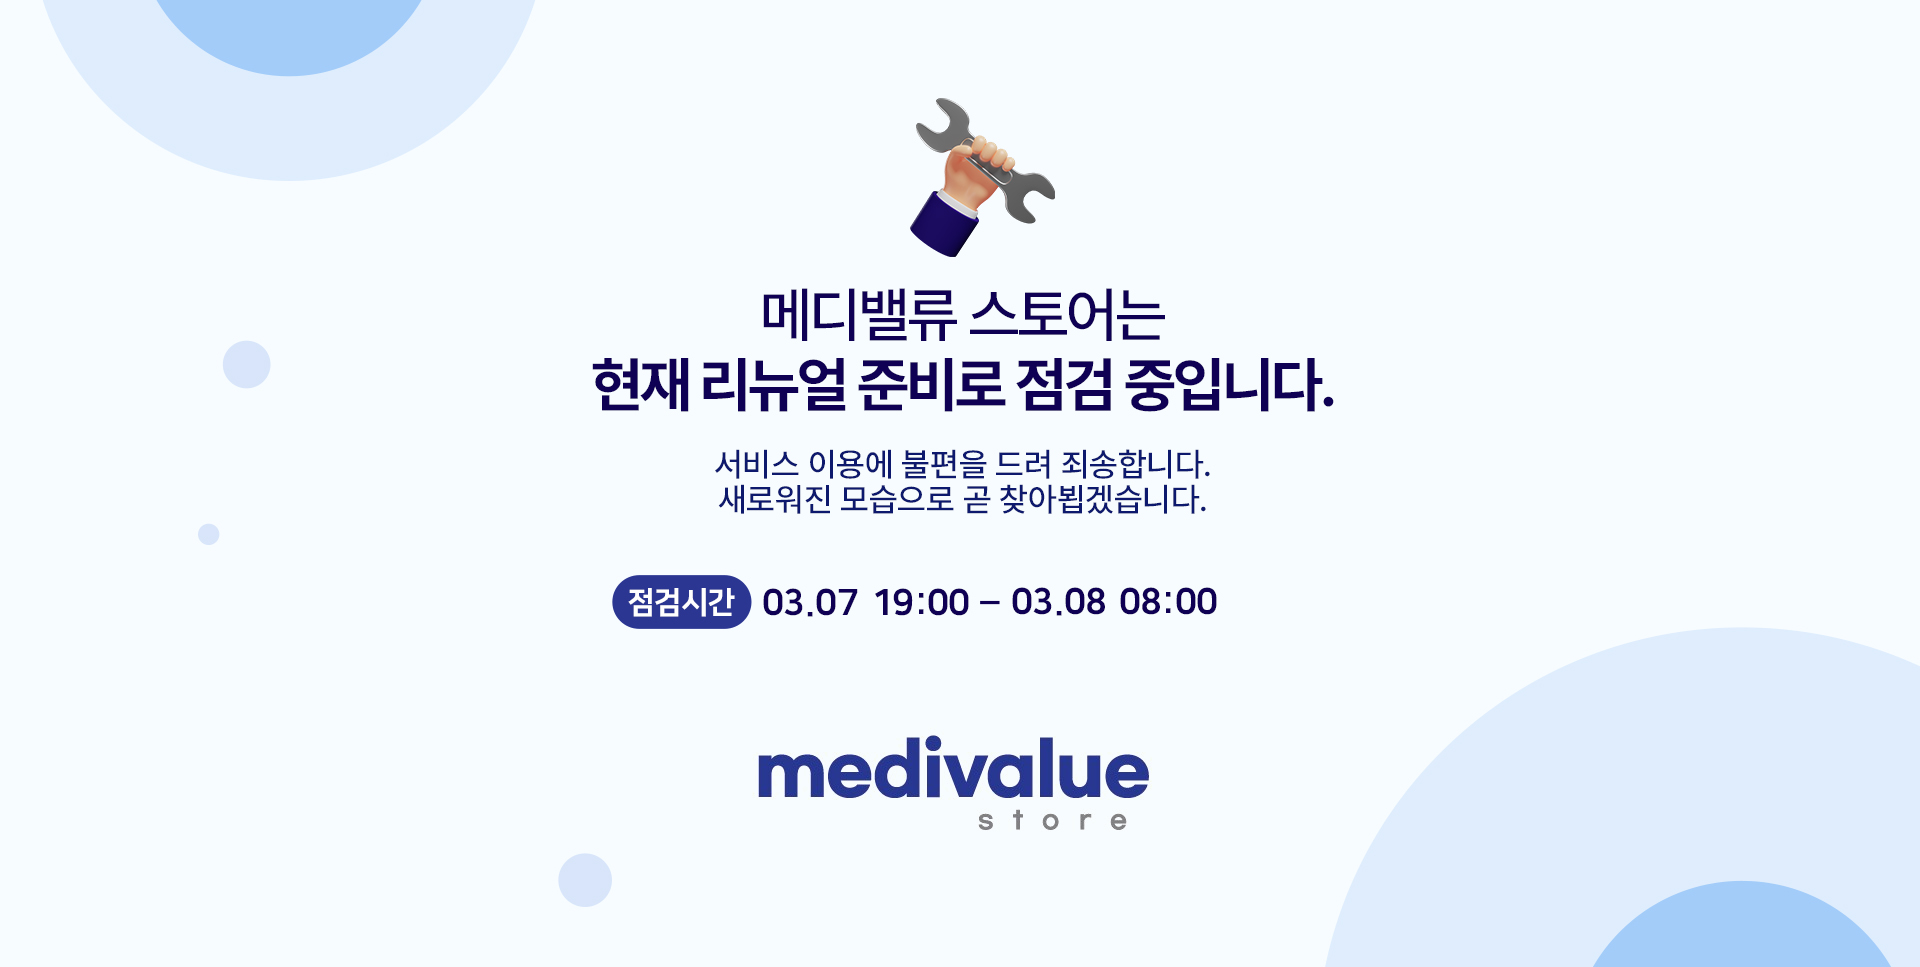 메디밸류 스토어는
현재 리뉴얼 준비로 점검 중입니다.
서비스 이용에 불편을 드려 죄송합니다.
새로워진 모습으로 곧 찾아뵙겠습니다.
점검시간 03.07 19:00 – 03.08 08:00
medivalue
store